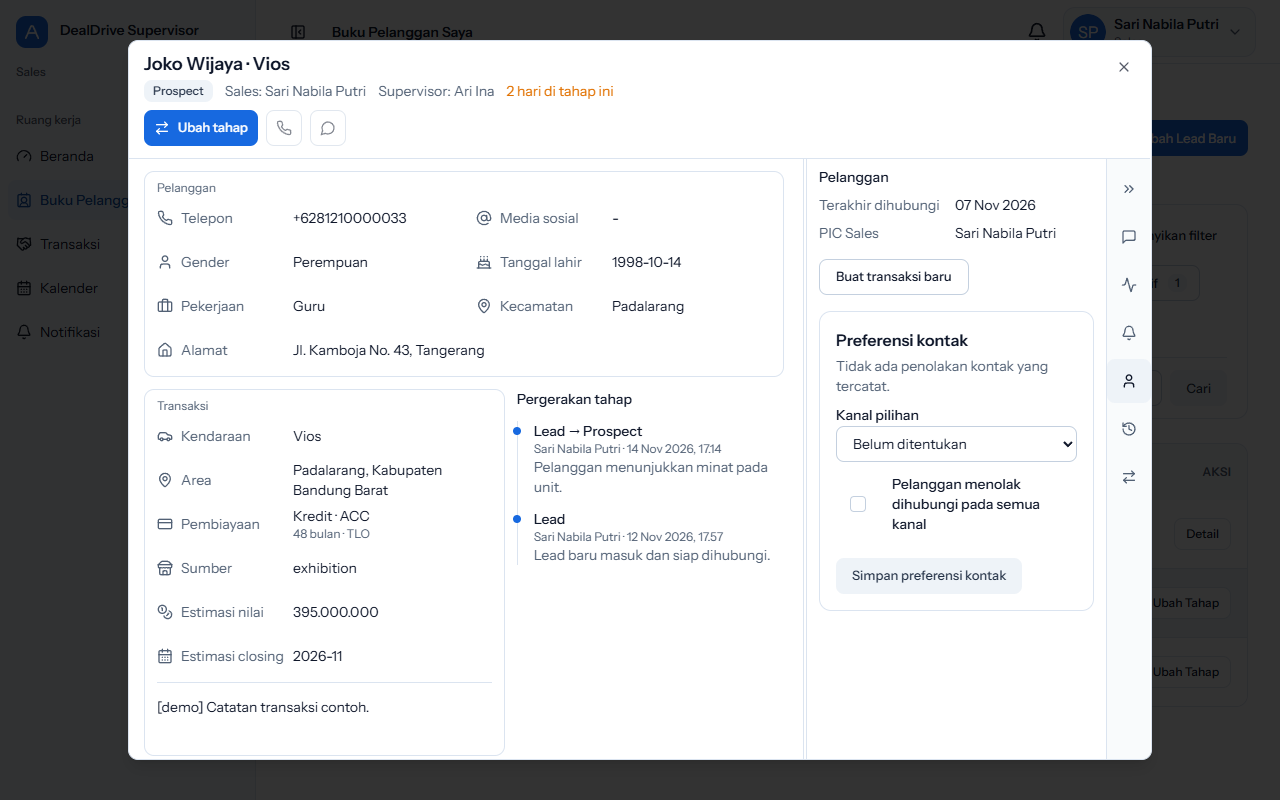 DealDrive Supervisor
Buku Pelanggan Saya
SP
Sari Nabila Putri
Sales
Ruang kerja
Beranda
Buku Pelangg
Transaksi
Kalender
Notifikasi
Joko Wijaya · Vios
Prospect
Sales: Sari Nabila Putri
Supervisor: Ari Ina
2 hari di tahap ini
Ubah tahap
Pelanggan
Telepon
+6281210000033
Media sosial
-
Gender
Perempuan
Tanggal lahir
1998-10-14
Pekerjaan
Guru
Kecamatan
Padalarang
Alamat
Jl. Kamboja No. 43, Tangerang
Transaksi
Kendaraan
Vios
Area
Padalarang, Kabupaten
Bandung Barat
Pembiayaan
Kredit · ACC
48 bulan · TLO
Sumber
exhibition
Estimasi nilai
395.000.000
Estimasi closing
2026-11
[demo] Catatan transaksi contoh.
Pergerakan tahap
Lead → Prospect
Sari Nabila Putri · 14 Nov 2026, 17.14
Pelanggan menunjukkan minat pada
unit.
Lead
Sari Nabila Putri · 12 Nov 2026, 17.57
Lead baru masuk dan siap dihubungi.
Pelanggan
Terakhir dihubungi
07 Nov 2026
PIC Sales
Sari Nabila Putri
Buat transaksi baru
Preferensi kontak
Tidak ada penolakan kontak yang
tercatat.
Kanal pilihan
Belum ditentukan
Pelanggan menolak
dihubungi pada semua
kanal
Simpan preferensi kontak
bah Lead Baru
yikan filter
if 1
Cari
AKSI
Detail
Ubah Tahap
Ubah Tahap